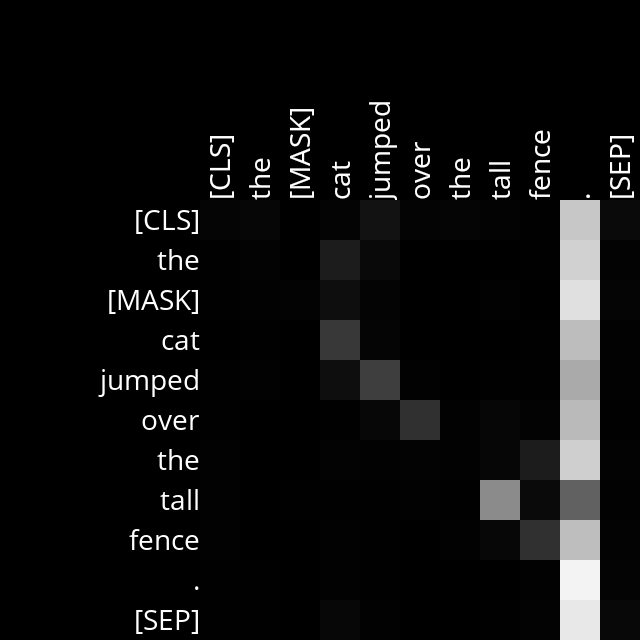 [CLS] the [MASK] cat jumped over the tall fence . [SEP]
[CLS]
the
[MASK]
cat
jumped
over
the
tall
fence
.
[SEP]